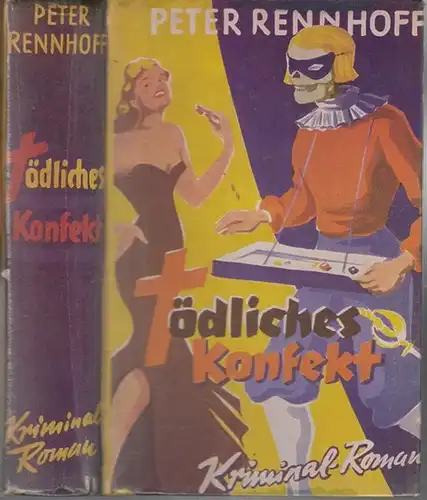 PETER
RENNHOFF
tödliches
Konfekt
Kriminal
Roman
PETER RENNHOFF
tödliches
Konfekt
Kriminal-Roman